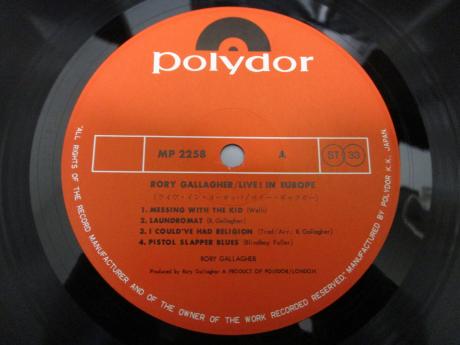 polydor
MP 2258 A ST 33
RORY GALLAGHER/LIVE! IN EUROPE
(ライヴ・イン・ヨーロッパ/ロリー・ギャラガー)
1. MESSING WITH THE KID (Wells)
2. LAUNDROMAT (R. Gallagher)
3. I COULD'VE HAD RELIGION (Trad./Arr.: R. Gallagher)
4. PISTOL SLAPPER BLUES (Blindboy Fuller)
RORY GALLAGHER
Produced by Rory Gallagher A PRODUCT OF POLYDOR/LONDON.
"ALL RIGHTS OF THE RECORD MANUFACTURER AND OF THE OWNER OF THE WORK RECORDED RESERVED." MANUFACTURED BY POLYDOR K.K., JAPAN